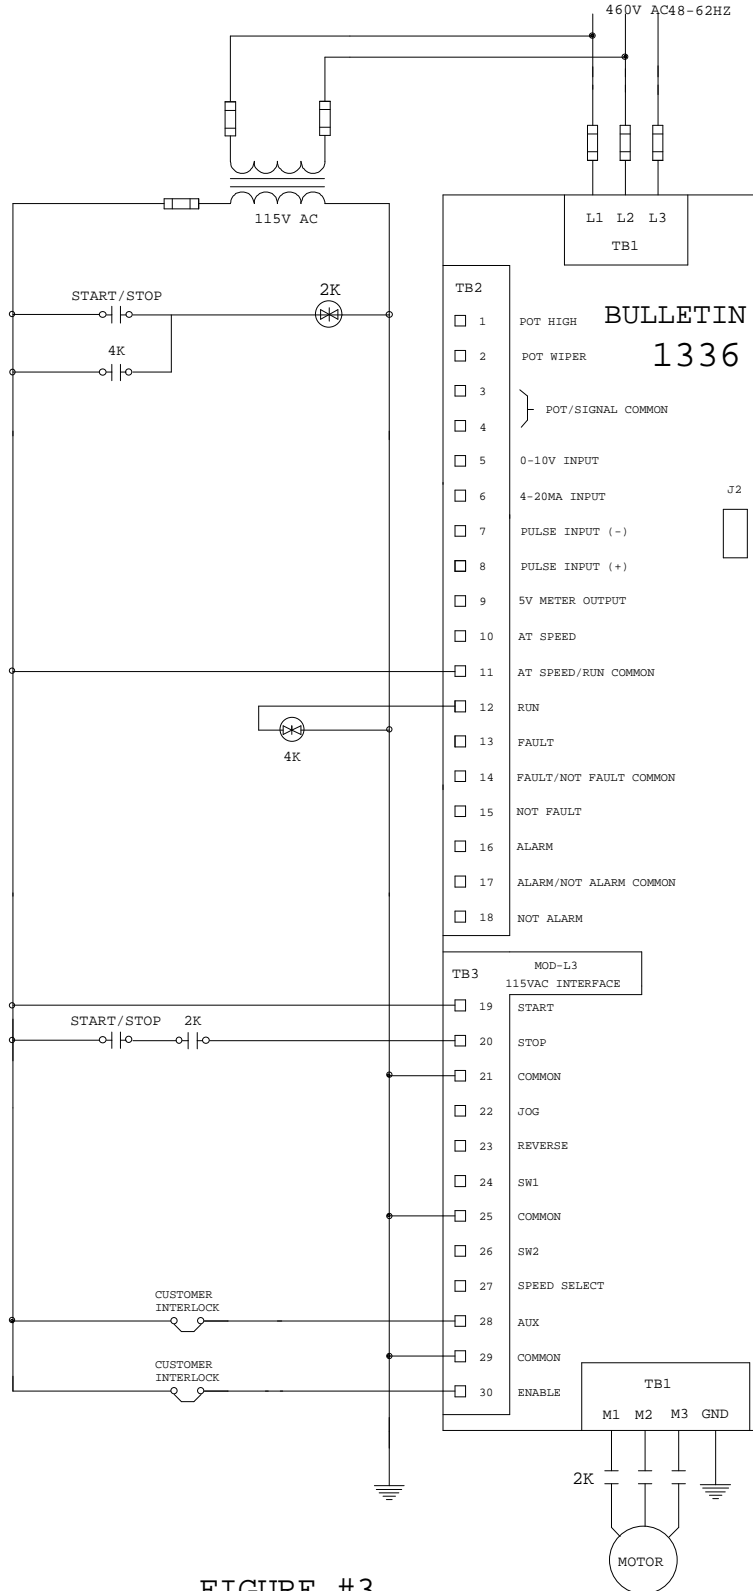 460V AC48-62HZ
115V AC
L1 L2 L3
TB1
START/STOP
2K
4K
TB2
BULLETIN
1336
1 POT HIGH
2 POT WIPER
3
4
POT/SIGNAL COMMON
5 0-10V INPUT
6 4-20MA INPUT
J2
7 PULSE INPUT (-)
8 PULSE INPUT (+)
9 5V METER OUTPUT
10 AT SPEED
11 AT SPEED/RUN COMMON
12 RUN
4K
13 FAULT
14 FAULT/NOT FAULT COMMON
15 NOT FAULT
16 ALARM
17 ALARM/NOT ALARM COMMON
18 NOT ALARM
TB3
MOD-L3
115VAC INTERFACE
19 START
START/STOP 2K
20 STOP
21 COMMON
22 JOG
23 REVERSE
24 SW1
25 COMMON
26 SW2
27 SPEED SELECT
CUSTOMER
INTERLOCK
28 AUX
29 COMMON
CUSTOMER
INTERLOCK
30 ENABLE
TB1
M1 M2 M3 GND
2K
MOTOR
FIGURE #3